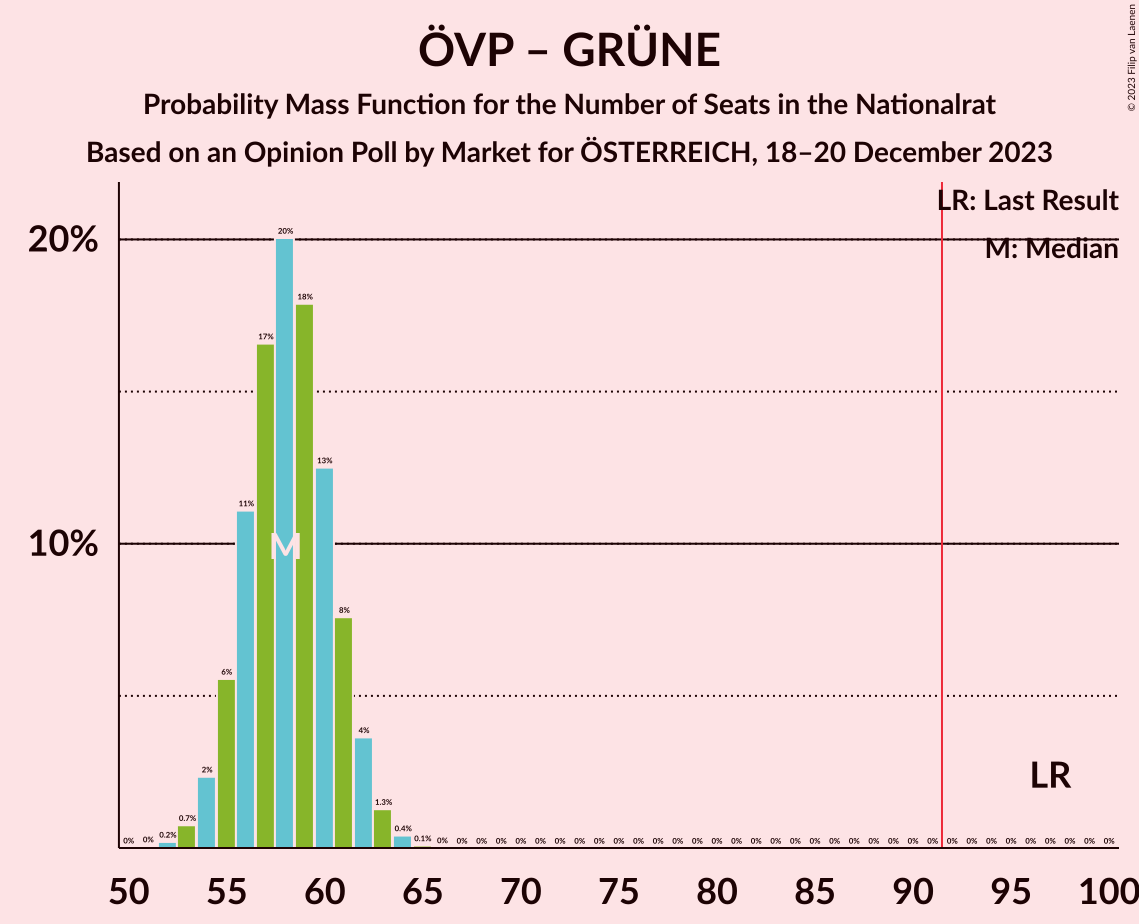 ÖVP – GRÜNE
Probability Mass Function for the Number of Seats in the Nationalrat
Based on an Opinion Poll by Market for ÖSTERREICH, 18–20 December 2023
© 2023 Filip van Laenen
LR: Last Result
M: Median
20%
10%
0% 0% 0.2% 0.7% 2% 6% 11% 17% 20% 18% 13% 8% 4% 1.3% 0.4% 0.1% 0% 0% 0% 0% 0% 0% 0% 0% 0% 0% 0% 0% 0% 0% 0% 0% 0% 0% 0% 0% 0% 0% 0% 0% 0% 0% 0% 0% 0% 0% 0% 0% 0% 0% 0%
M
LR
50 55 60 65 70 75 80 85 90 95 100